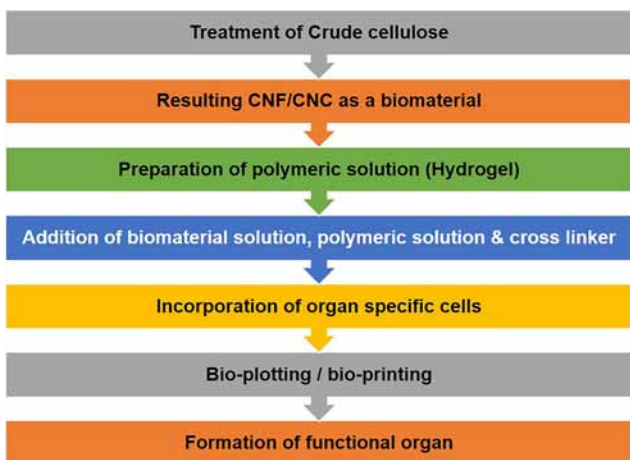 Treatment of Crude cellulose
Resulting CNF/CNC as a biomaterial
Preparation of polymeric solution (Hydrogel)
Addition of biomaterial solution, polymeric solution & cross linker
Incorporation of organ specific cells
Bio-plotting / bio-printing
Formation of functional organ